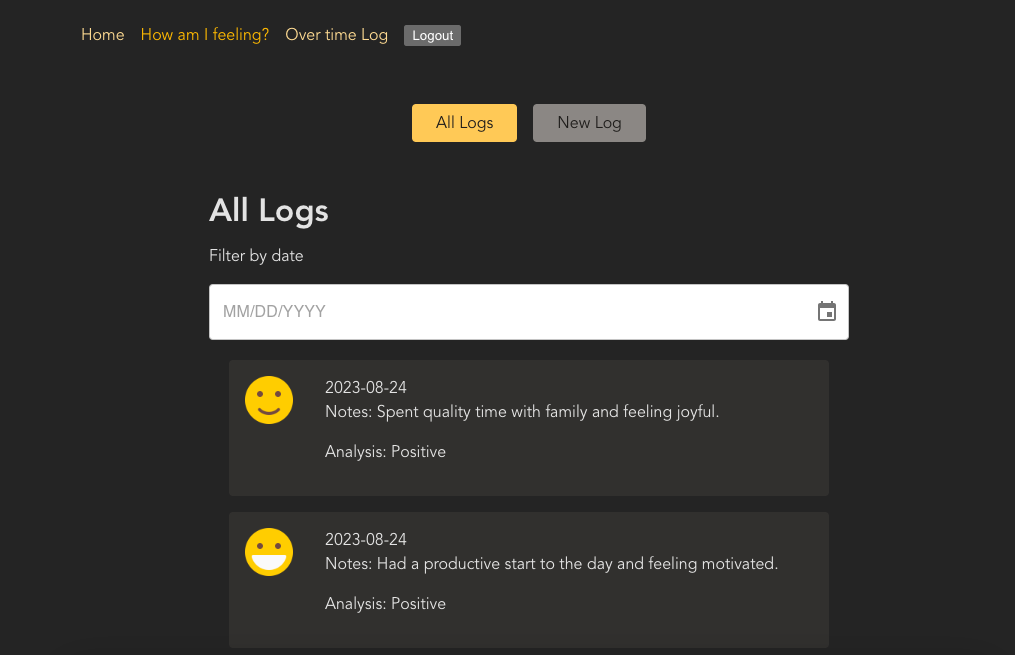 Home How am I feeling? Over time Log Logout
All Logs New Log
All Logs
Filter by date
MM/DD/YYYY
2023-08-24
Notes: Spent quality time with family and feeling joyful.
Analysis: Positive
2023-08-24
Notes: Had a productive start to the day and feeling motivated.
Analysis: Positive